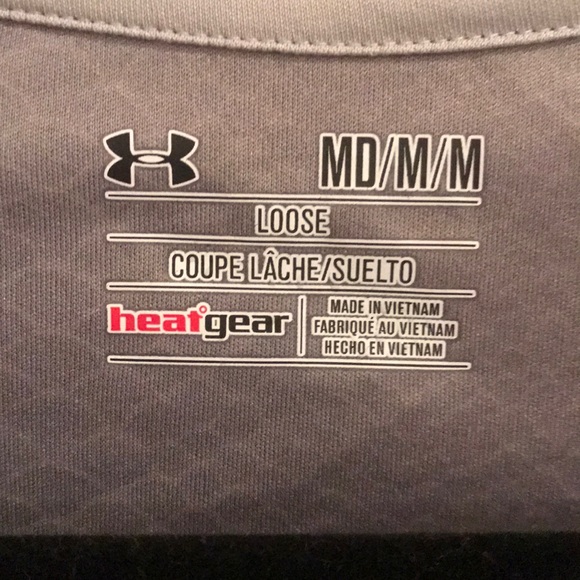 MD/M/M
LOOSE
COUPE LÂCHE/SUELTO
heatgear
MADE IN VIETNAM
FABRIQUÉ AU VIETNAM
HECHO EN VIETNAM